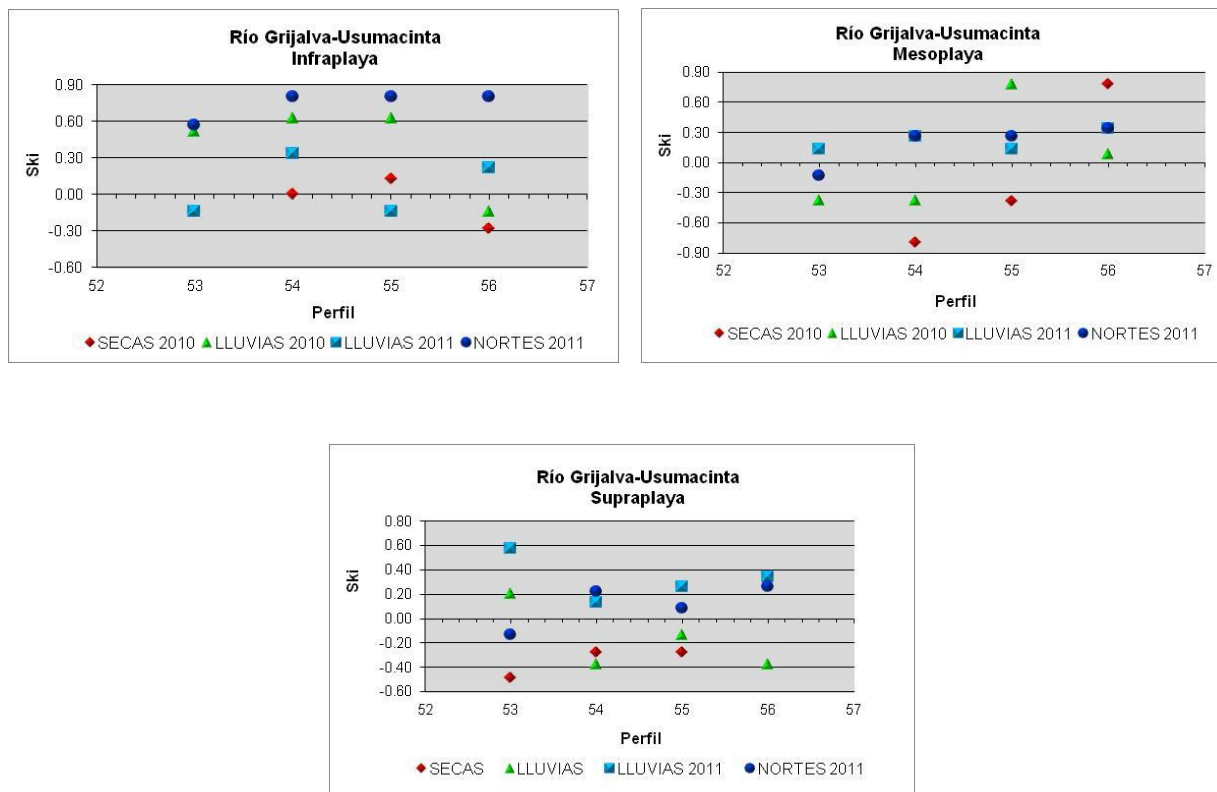 Río Grijalva-Usumacinta
Infraplaya
0.90
0.60
0.30
0.00
-0.30
-0.60
Ski
52 53 54 55 56 57
Perfil
SECAS 2010 LLUVIAS 2010 LLUVIAS 2011 NORTES 2011
Río Grijalva-Usumacinta
Mesoplaya
0.90
0.60
0.30
0.00
-0.30
-0.60
-0.90
Ski
52 53 54 55 56 57
Perfil
SECAS 2010 LLUVIAS 2010 LLUVIAS 2011 NORTES 2011
Río Grijalva-Usumacinta
Supraplaya
0.80
0.60
0.40
0.20
0.00
-0.20
-0.40
-0.60
Ski
52 53 54 55 56 57
Perfil
SECAS LLUVIAS LLUVIAS 2011 NORTES 2011